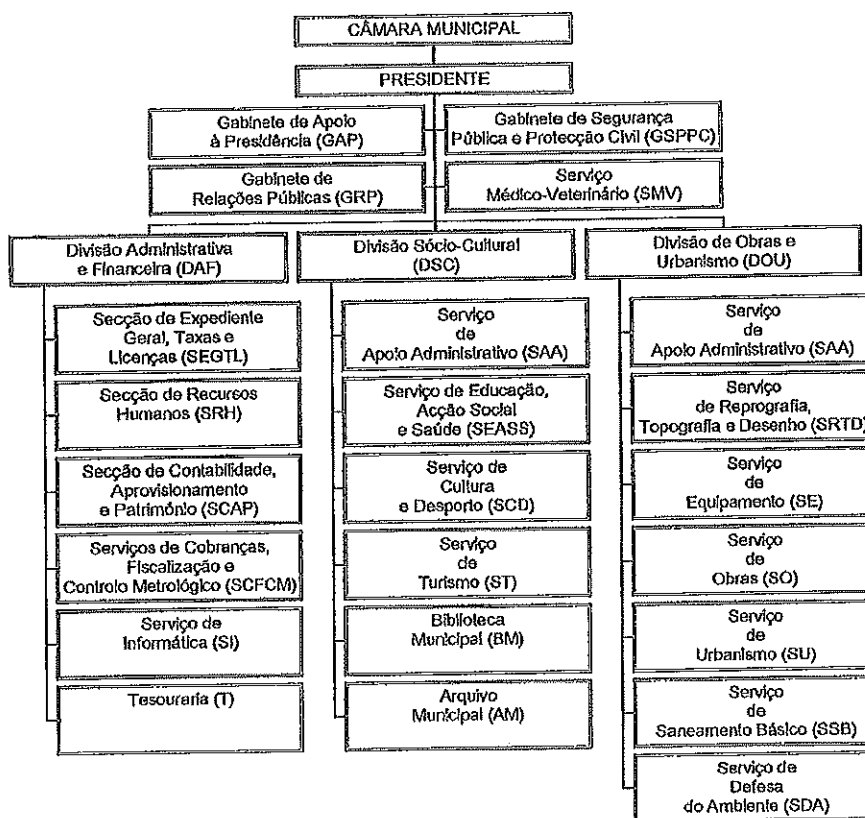 CÂMARA MUNICIPAL
PRESIDENTE
Gabinete de Apoio
à Presidência (GAP)
Gabinete de Segurança
Pública e Protecção Civil (GSPPC)
Gabinete de
Relações Públicas (GRP)
Serviço
Médico-Veterinário (SMV)
Divisão Administrativa
e Financeira (DAF)
Secção de Expediente
Geral, Taxas e
Licenças (SEGTL)
Secção de Recursos
Humanos (SRH)
Secção de Contabilidade,
Aprovisionamento
e Património (SCAP)
Serviços de Cobranças,
Fiscalização e
Controlo Metrológico (SCFCM)
Serviço de
Informática (SI)
Tesouraria (T)
Divisão Sócio-Cultural
(DSC)
Serviço
de
Apoio Administrativo (SAA)
Serviço de Educação,
Acção Social
e Saúde (SEASS)
Serviço de
Cultura
e Desporto (SCD)
Serviço
de
Turismo (ST)
Biblioteca
Municipal (BM)
Arquivo
Municipal (AM)
Divisão de Obras e
Urbanismo (DOU)
Serviço
de
Apoio Administrativo (SAA)
Serviço
de Reprografia,
Topografia e Desenho (SRTD)
Serviço
de
Equipamento (SE)
Serviço
de
Obras (SO)
Serviço
de
Urbanismo (SU)
Serviço
de
Saneamento Básico (SSB)
Serviço de
Defesa
do Ambiente (SDA)